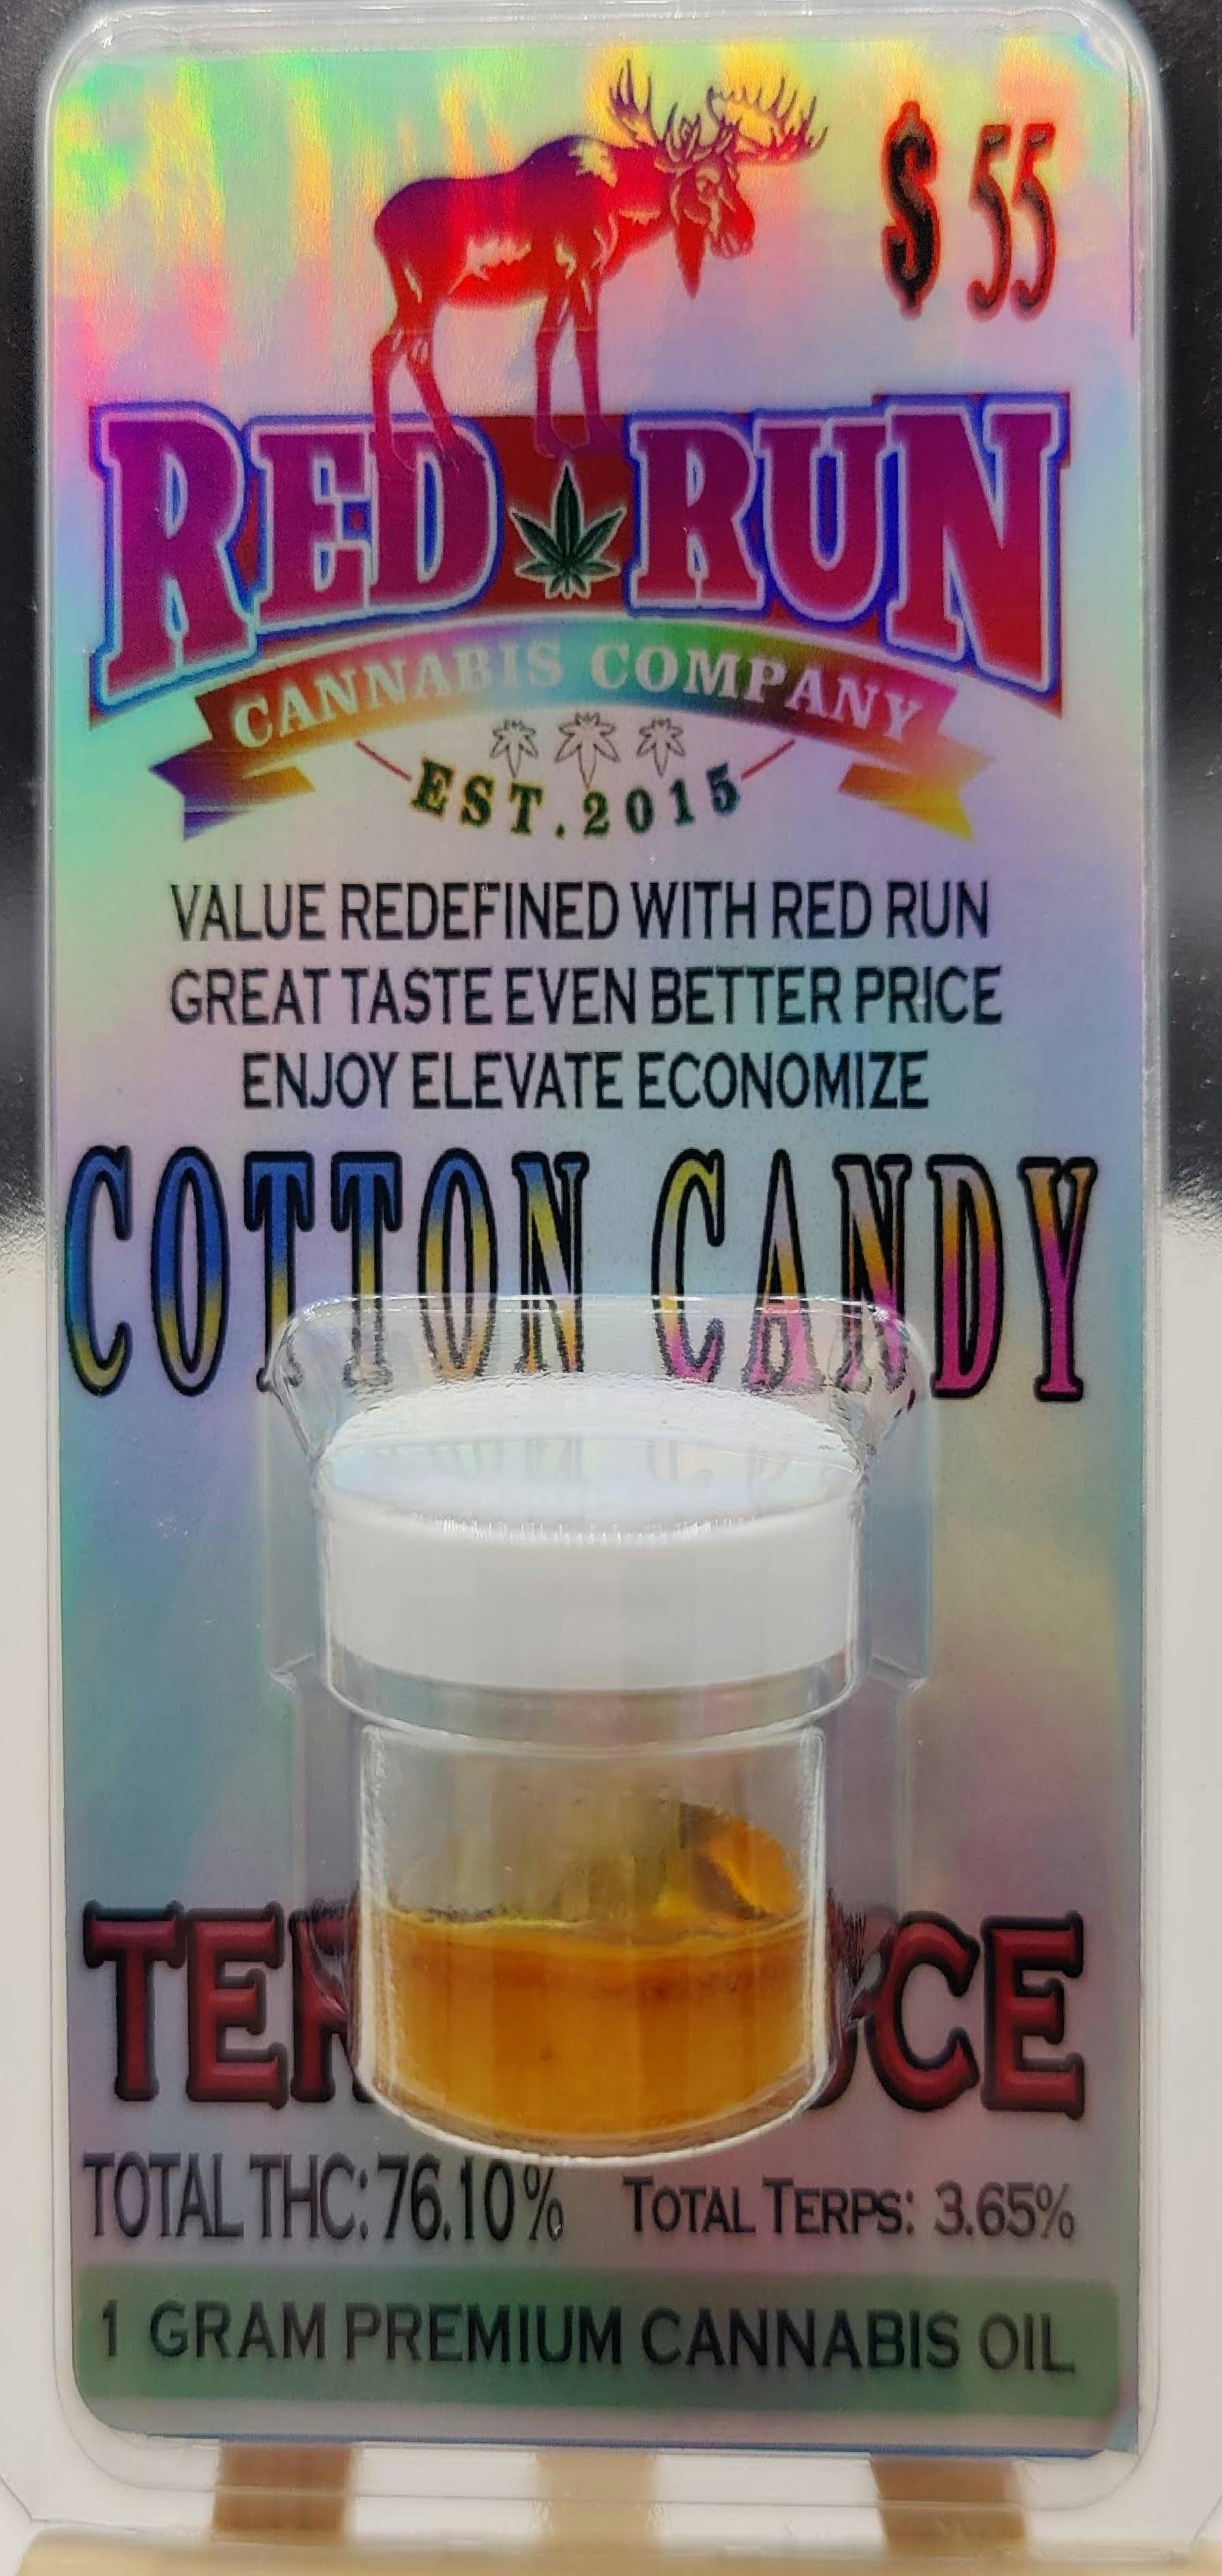 $ 55
RED RUN
CANNABIS COMPANY
EST. 2015
VALUE REDEFINED WITH RED RUN
GREAT TASTE EVEN BETTER PRICE
ENJOY ELEVATE ECONOMIZE
COTTON CANDY
TOTAL THC: 76.10% TOTAL TERPS: 3.65%
1 GRAM PREMIUM CANNABIS OIL